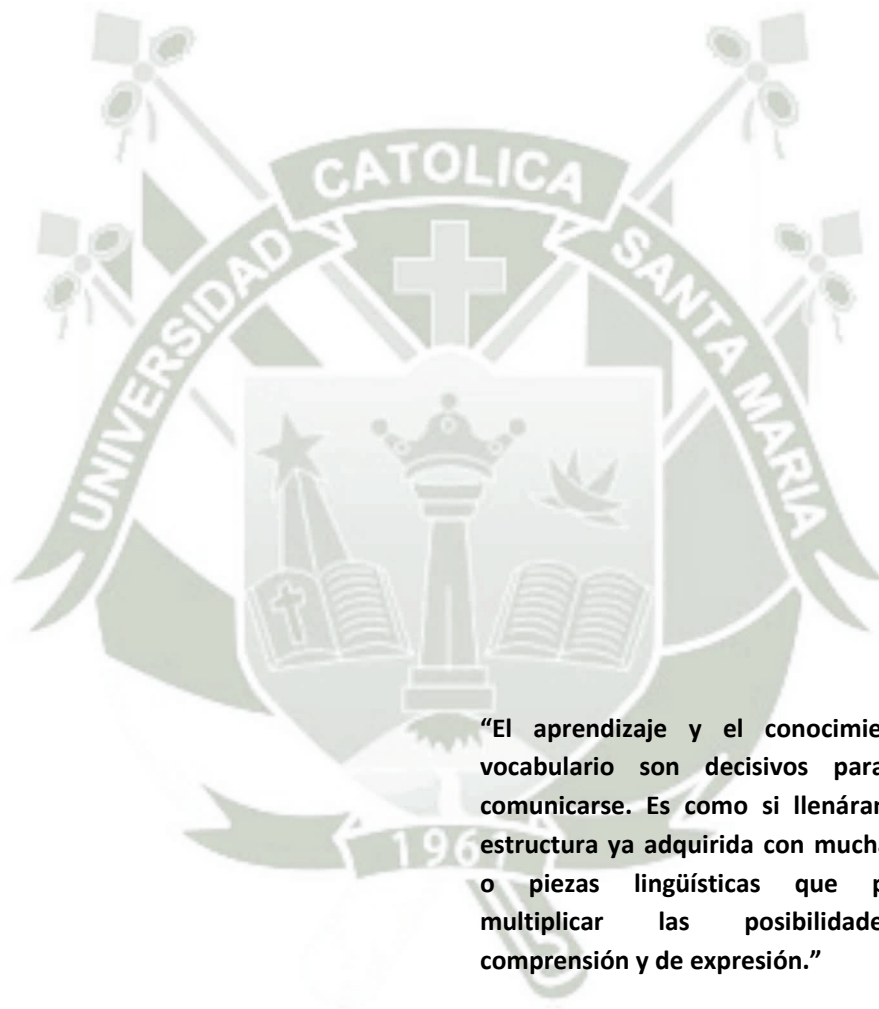 CATOLICA
UNIVERSIDAD
SANTA MARIA
“El aprendizaje y el
vocabulario son decisivos
comunicarse. Es como si
estructura ya adquirida con
o piezas lingüísticas que
multiplicar las
comprensión y de expresión.”
1961